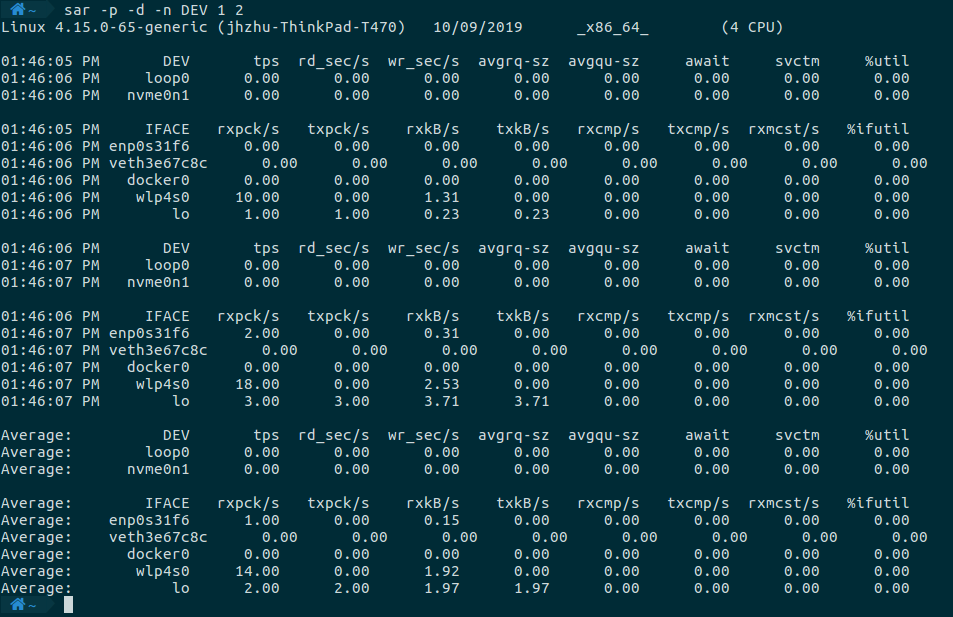 ~ sar -p -d -n DEV 1 2
Linux 4.15.0-65-generic (jhzhu-ThinkPad-T470) 10/09/2019 _x86_64_ (4 CPU)
01:46:05 PM DEV tps rd_sec/s wr_sec/s avgrq-sz avgqu-sz await svctm %util
01:46:06 PM loop0 0.00 0.00 0.00 0.00 0.00 0.00 0.00 0.00
01:46:06 PM nvme0n1 0.00 0.00 0.00 0.00 0.00 0.00 0.00 0.00
01:46:05 PM IFACE rxpck/s txpck/s rxkB/s txkB/s rxcmp/s txcmp/s rxmcst/s %ifutil
01:46:06 PM enp0s31f6 0.00 0.00 0.00 0.00 0.00 0.00 0.00 0.00
01:46:06 PM veth3e67c8c 0.00 0.00 0.00 0.00 0.00 0.00 0.00 0.00
01:46:06 PM docker0 0.00 0.00 0.00 0.00 0.00 0.00 0.00 0.00
01:46:06 PM wlp4s0 10.00 0.00 1.31 0.00 0.00 0.00 0.00 0.00
01:46:06 PM lo 1.00 1.00 0.23 0.23 0.00 0.00 0.00 0.00
01:46:06 PM DEV tps rd_sec/s wr_sec/s avgrq-sz avgqu-sz await svctm %util
01:46:07 PM loop0 0.00 0.00 0.00 0.00 0.00 0.00 0.00 0.00
01:46:07 PM nvme0n1 0.00 0.00 0.00 0.00 0.00 0.00 0.00 0.00
01:46:06 PM IFACE rxpck/s txpck/s rxkB/s txkB/s rxcmp/s txcmp/s rxmcst/s %ifutil
01:46:07 PM enp0s31f6 2.00 0.00 0.31 0.00 0.00 0.00 0.00 0.00
01:46:07 PM veth3e67c8c 0.00 0.00 0.00 0.00 0.00 0.00 0.00 0.00
01:46:07 PM docker0 0.00 0.00 0.00 0.00 0.00 0.00 0.00 0.00
01:46:07 PM wlp4s0 18.00 0.00 2.53 0.00 0.00 0.00 0.00 0.00
01:46:07 PM lo 3.00 3.00 3.71 3.71 0.00 0.00 0.00 0.00
Average: DEV tps rd_sec/s wr_sec/s avgrq-sz avgqu-sz await svctm %util
Average: loop0 0.00 0.00 0.00 0.00 0.00 0.00 0.00 0.00
Average: nvme0n1 0.00 0.00 0.00 0.00 0.00 0.00 0.00 0.00
Average: IFACE rxpck/s txpck/s rxkB/s txkB/s rxcmp/s txcmp/s rxmcst/s %ifutil
Average: enp0s31f6 1.00 0.00 0.15 0.00 0.00 0.00 0.00 0.00
Average: veth3e67c8c 0.00 0.00 0.00 0.00 0.00 0.00 0.00 0.00
Average: docker0 0.00 0.00 0.00 0.00 0.00 0.00 0.00 0.00
Average: wlp4s0 14.00 0.00 1.92 0.00 0.00 0.00 0.00 0.00
Average: lo 2.00 2.00 1.97 1.97 0.00 0.00 0.00 0.00
~